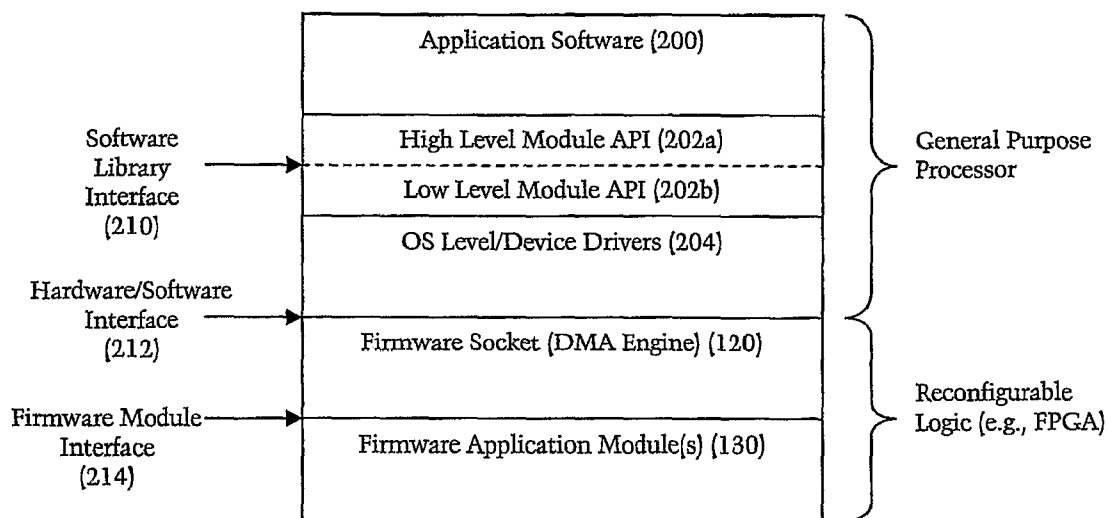 Application Software (200)
High Level Module API (202a)
Low Level Module API (202b)
OS Level/Device Drivers (204)
Firmware Socket (DMA Engine) (120)
Firmware Application Module(s) (130)
Software
Library
Interface
(210)
Hardware/Software
Interface
(212)
Firmware Module
Interface
(214)
General Purpose
Processor
Reconfigurable
Logic (e.g., FPGA)